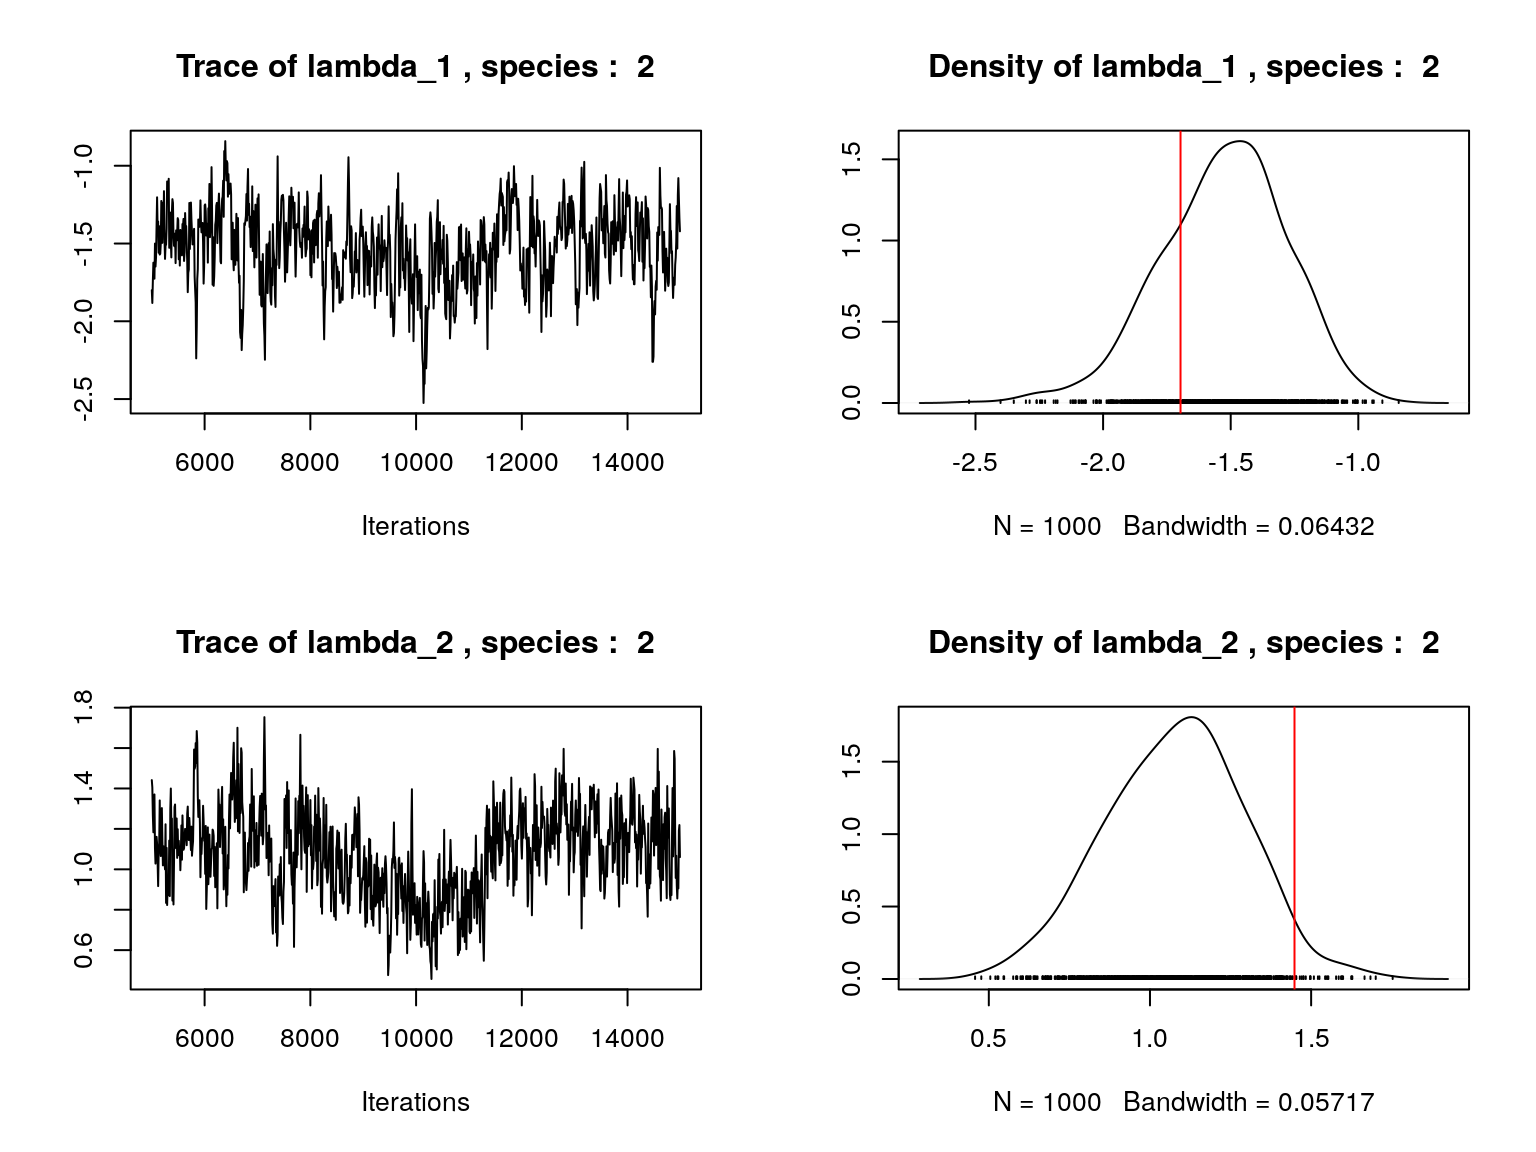 Trace of lambda_1 , species : 2
-1.0
-1.5
-2.0
-2.5
6000 8000 10000 12000 14000
Iterations
Density of lambda_1 , species : 2
1.5
1.0
0.5
0.0
-2.5 -2.0 -1.5 -1.0
N = 1000 Bandwidth = 0.06432
Trace of lambda_2 , species : 2
1.8
1.4
1.0
0.6
6000 8000 10000 12000 14000
Iterations
Density of lambda_2 , species : 2
1.5
1.0
0.5
0.0
0.5 1.0 1.5
N = 1000 Bandwidth = 0.05717